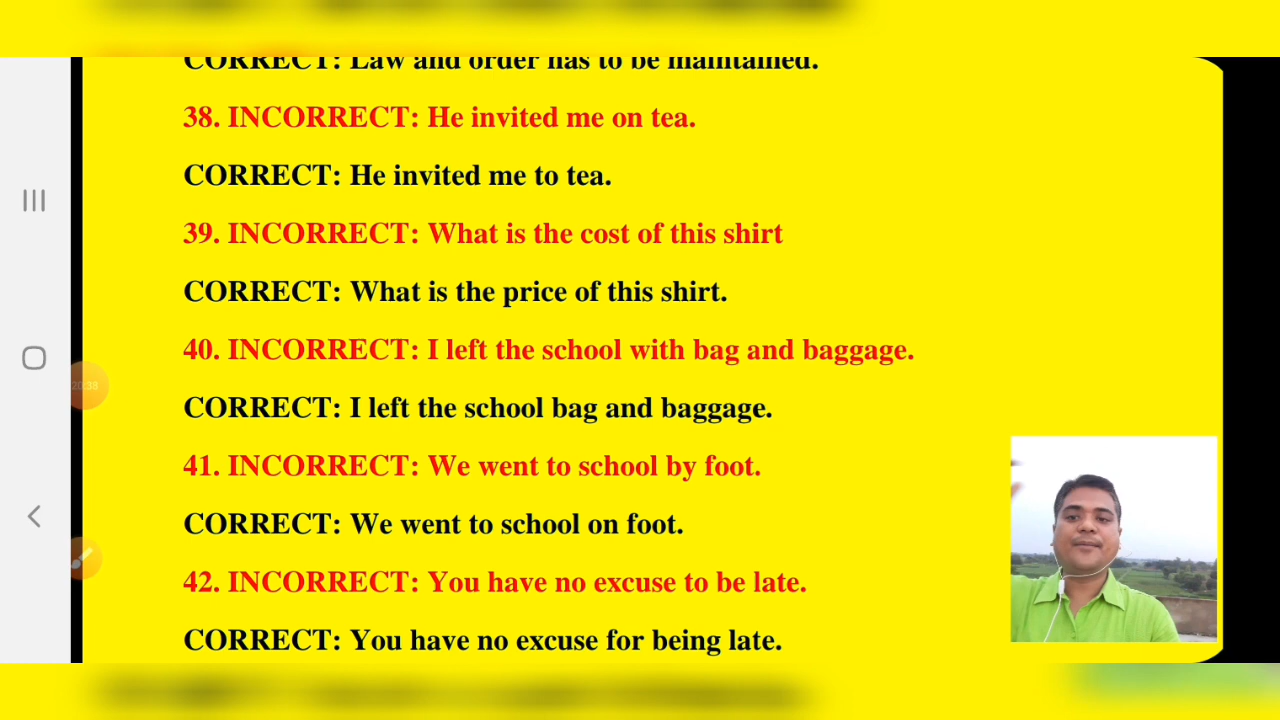 CORRECT: Law and order has to be maintained.
38. INCORRECT: He invited me on tea.
CORRECT: He invited me to tea.
39. INCORRECT: What is the cost of this shirt
CORRECT: What is the price of this shirt.
40. INCORRECT: I left the school with bag and baggage.
CORRECT: I left the school bag and baggage.
20:38
41. INCORRECT: We went to school by foot.
CORRECT: We went to school on foot.
42. INCORRECT: You have no excuse to be late.
CORRECT: You have no excuse for being late.